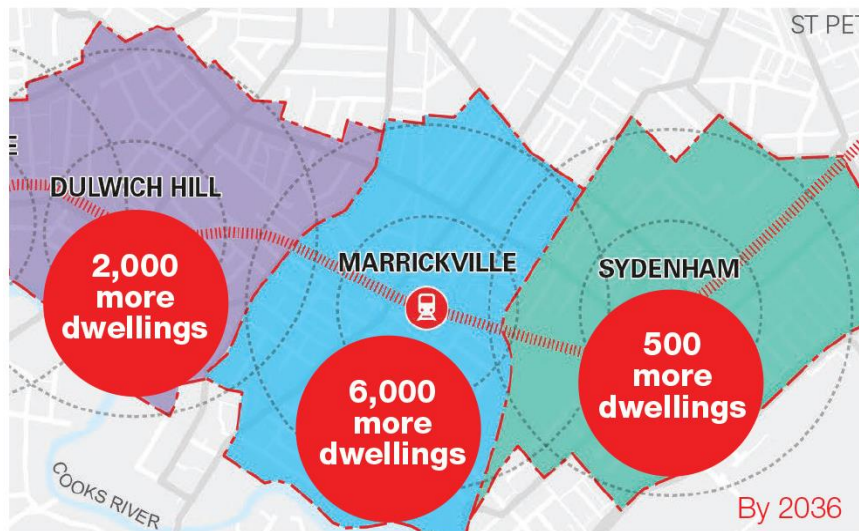 ST PET
E
DULWICH HILL
2,000
more
dwellings
MARRICKVILLE
6,000
more
dwellings
SYDENHAM
500
more
dwellings
COOKS RIVER
By 2036